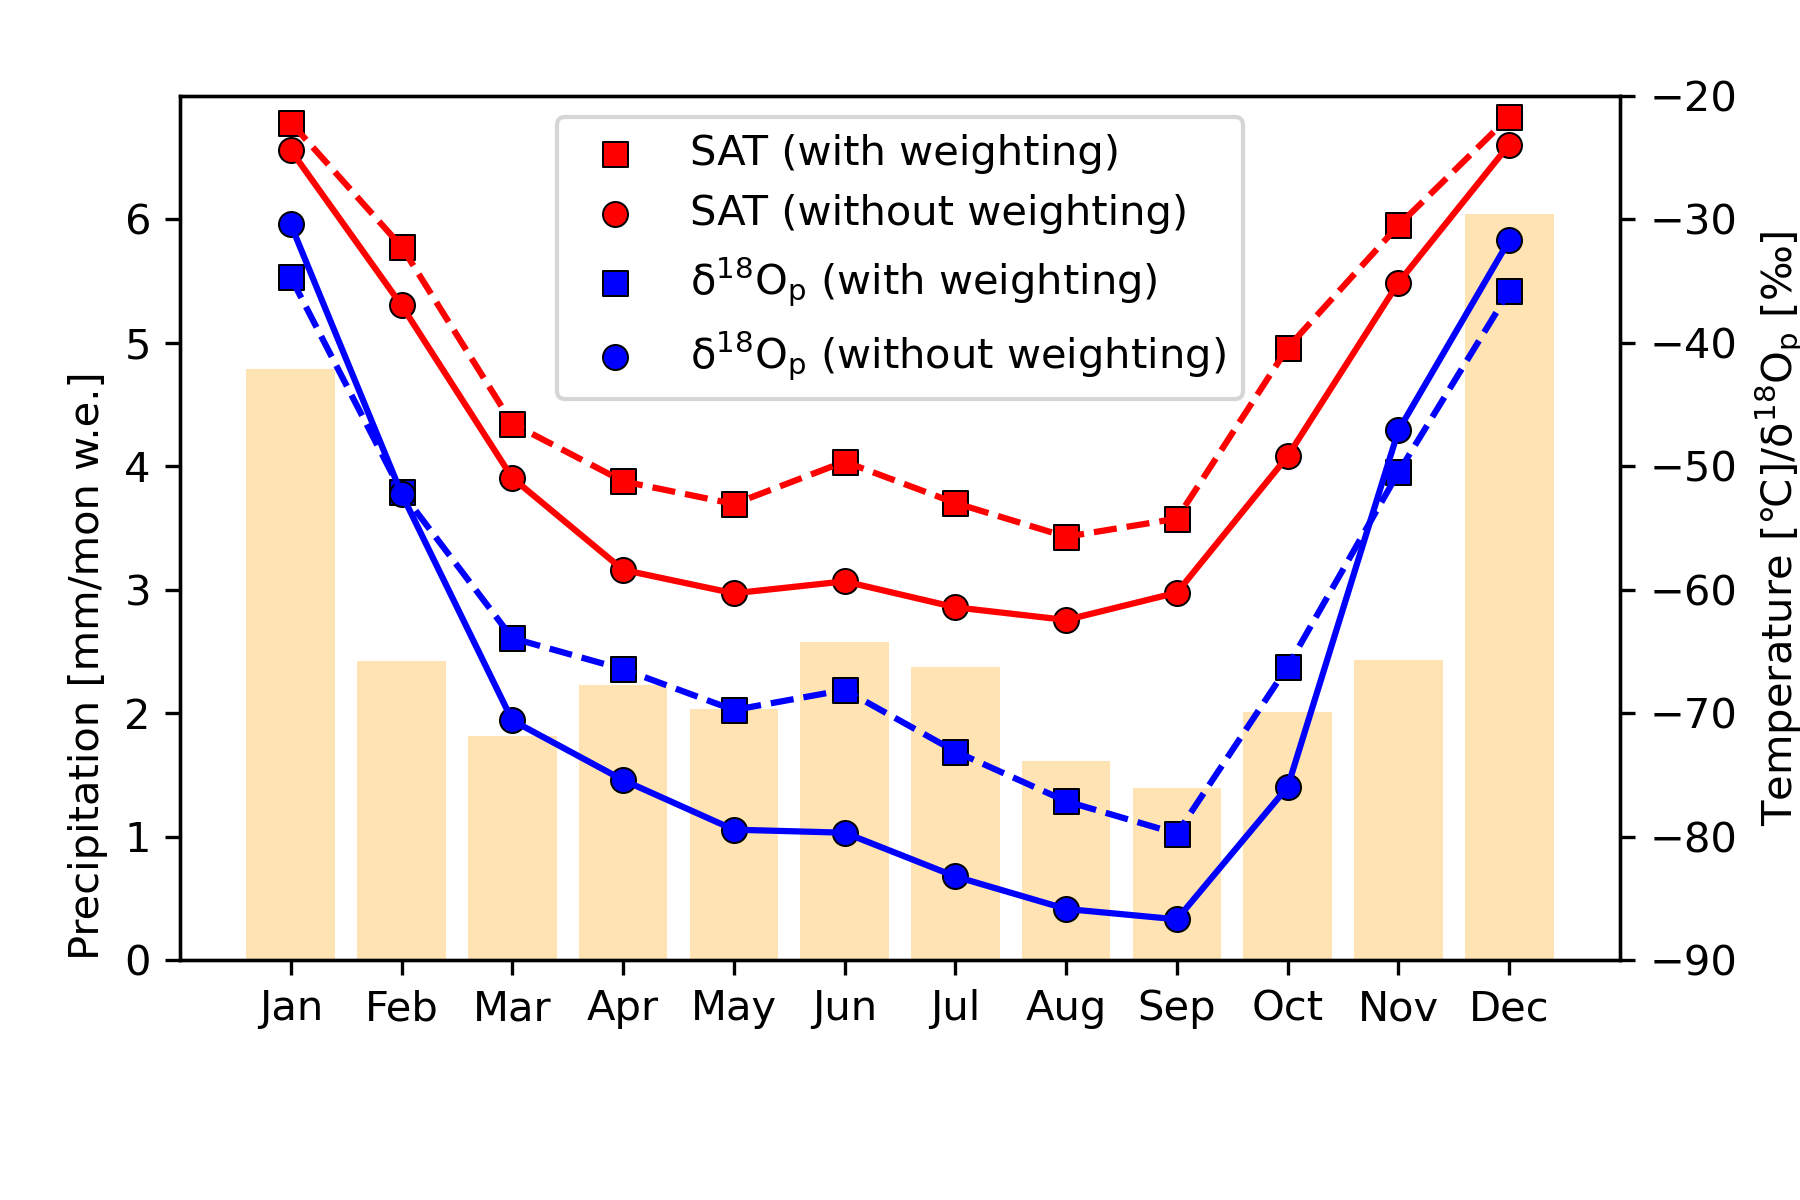 SAT (with weighting)
SAT (without weighting)
δ¹⁸Oₚ (with weighting)
δ¹⁸Oₚ (without weighting)
Precipitation [mm/mon w.e.]
6
5
4
3
2
1
0
−20
−30
−40
−50
−60
−70
−80
−90
Temperature [°C]/δ¹⁸Oₚ [‰]
Jan Feb Mar Apr May Jun Jul Aug Sep Oct Nov Dec